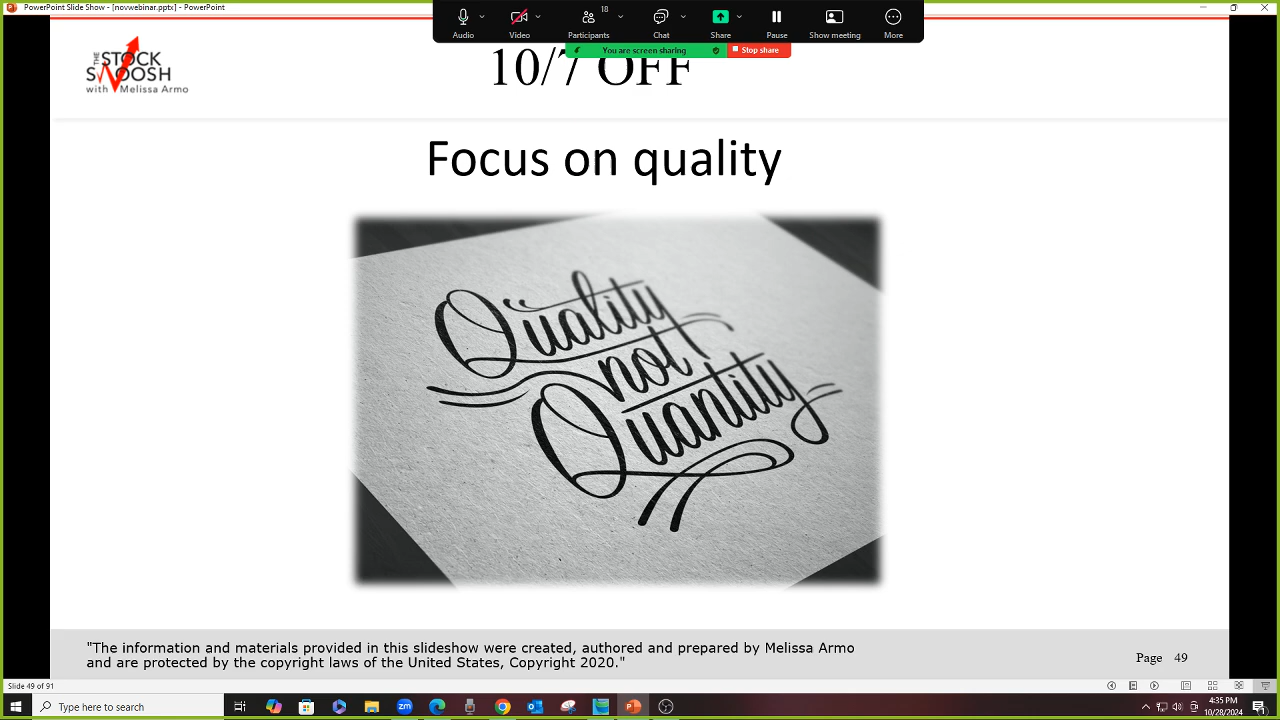 PowerPoint Slide Show - [novwebinar.pptx] - PowerPoint
Audio
Video
18
Participants
Chat
Share
Pause
Show meeting
More
You are screen sharing
Stop share
THE STOCK
SWOOSH
with Melissa Armo
10/7 OFF
Focus on quality
Quality
not
Quantity
"The information and materials provided in this slideshow were created, authored and prepared by Melissa Armo
and are protected by the copyright laws of the United States, Copyright 2020."
Page 49
Slide 49 of 91
Type here to search
4:35 PM
10/28/2024
1